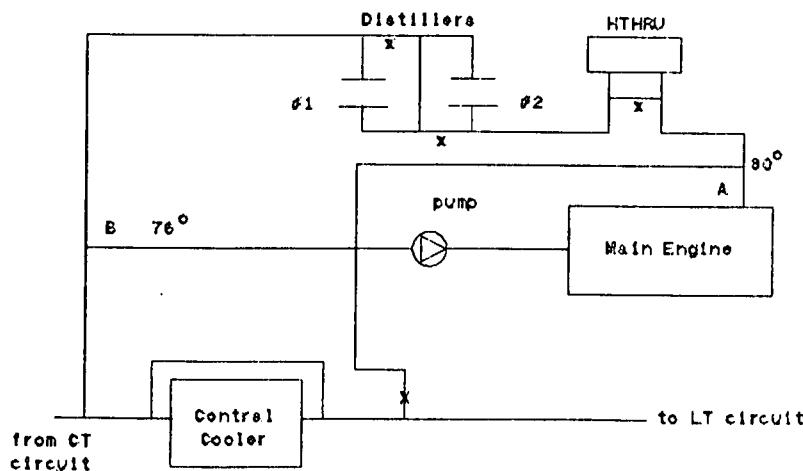 Distillers
HTHRU
x
x
ø1
ø2
x
80°
A
pump
B 76°
Main Engine
x
Central
Cooler
from CT
circuit
to LT circuit